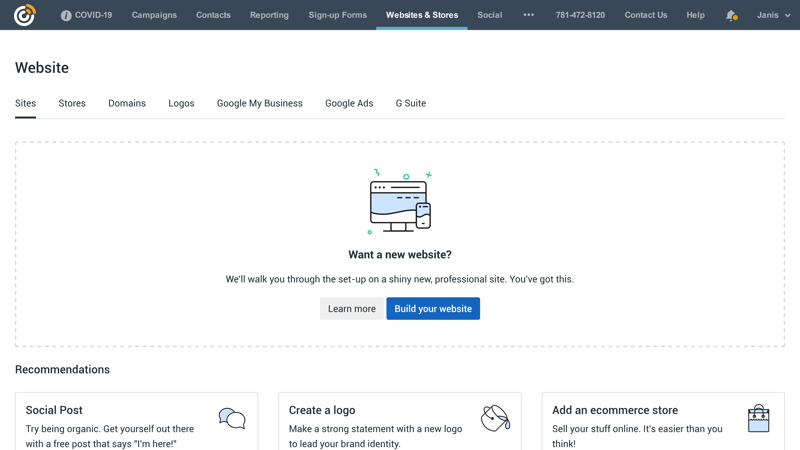 COVID-19 Campaigns Contacts Reporting Sign-up Forms Websites & Stores Social ••• 781-472-8120 Contact Us Help Janis
Website
Sites Stores Domains Logos Google My Business Google Ads G Suite
Want a new website?
We'll walk you through the set-up on a shiny new, professional site. You've got this.
Learn more Build your website
Recommendations
Social Post
Try being organic. Get yourself out there
with a free post that says "I'm here!"
Create a logo
Make a strong statement with a new logo
to lead your brand identity.
Add an ecommerce store
Sell your stuff online. It's easier than you
think!